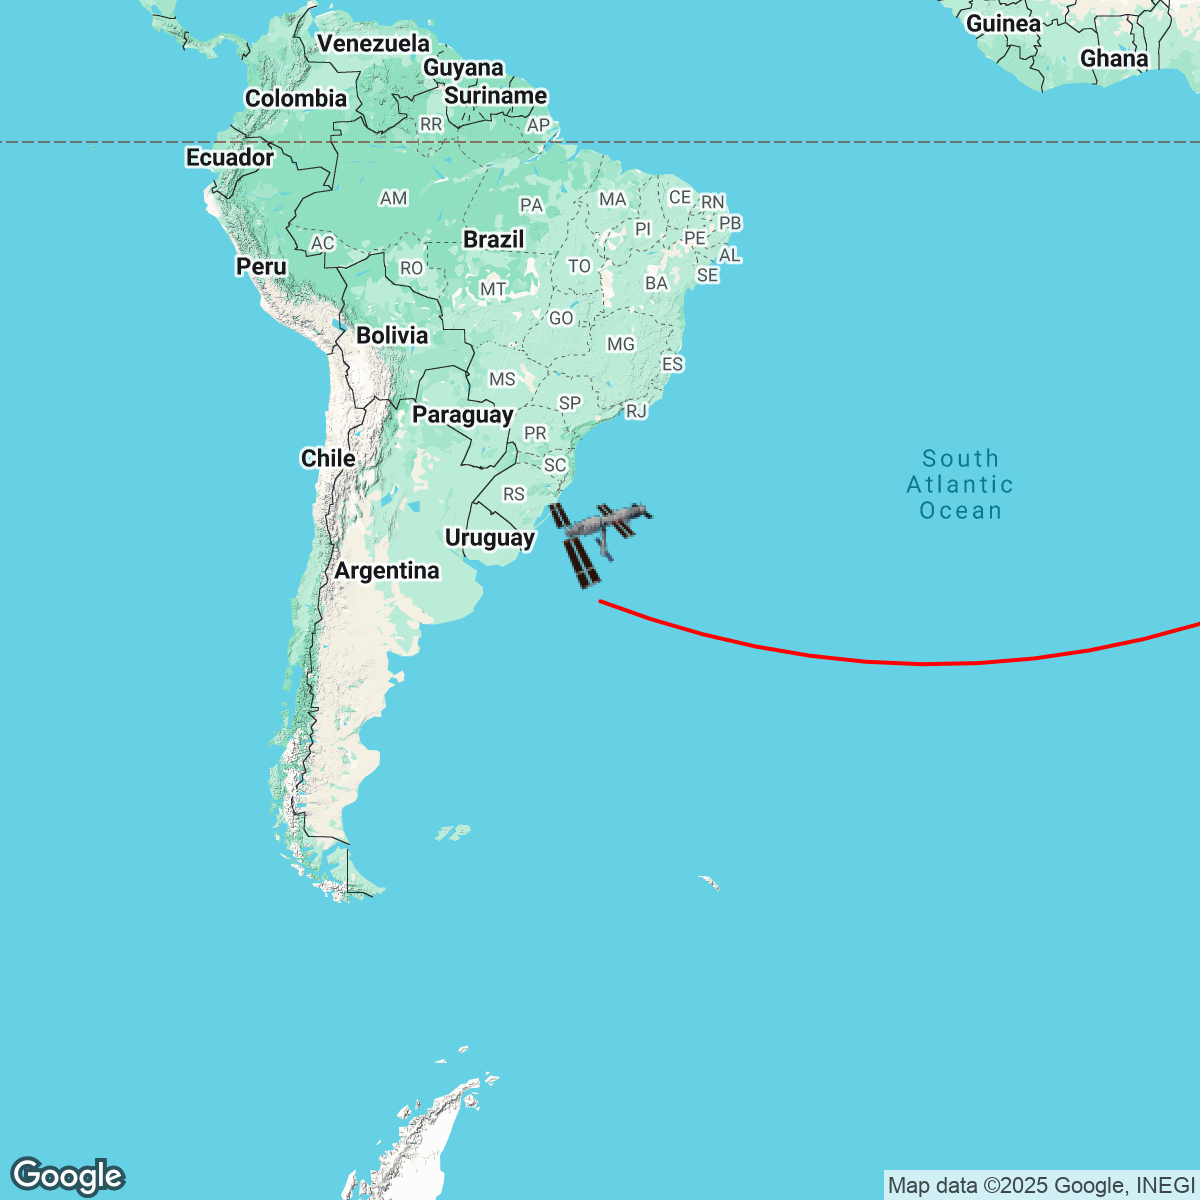 Guinea
Venezuela
Ghana
Guyana
Suriname
Colombia
RR
AP
Ecuador
AM
PA
MA
CE
RN
PI
PB
PE
Brazil
AC
AL
Peru
RO
TO
SE
MT
BA
GO
Bolivia
MG
ES
MS
SP
RJ
Paraguay
PR
Chile
SC
South
Atlantic
Ocean
RS
Uruguay
Argentina
Google
Map data ©2025 Google, INEGI